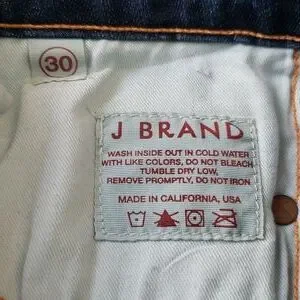 30
J BRAND
WASH INSIDE OUT IN COLD WATER
WITH LIKE COLORS, DO NOT BLEACH
TUMBLE DRY LOW,
REMOVE PROMPTLY, DO NOT IRON
MADE IN CALIFORNIA, USA